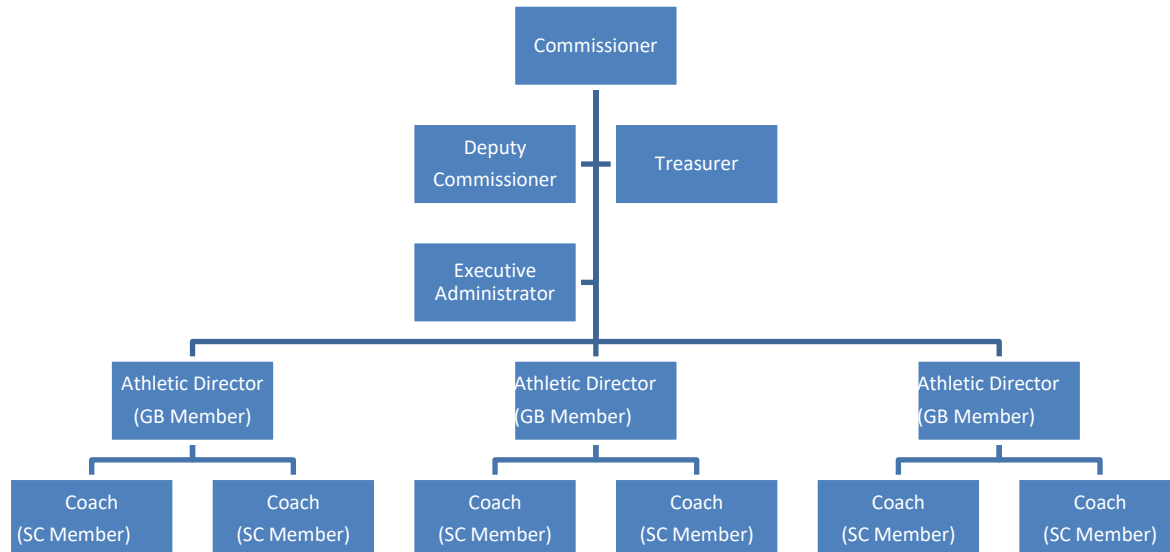 Commissioner
Deputy
Commissioner
Treasurer
Executive
Administrator
Athletic Director
(GB Member)
Athletic Director
(GB Member)
Athletic Director
(GB Member)
Coach
(SC Member)
Coach
(SC Member)
Coach
(SC Member)
Coach
(SC Member)
Coach
(SC Member)
Coach
(SC Member)